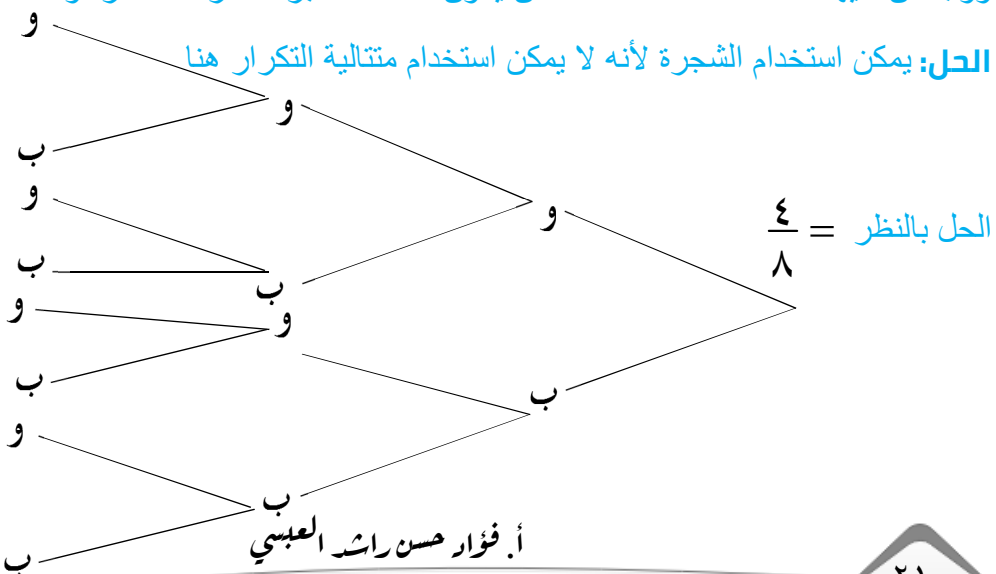 الحل: يمكن استخدام الشجرة لأنه لا يمكن استخدام متتالية التكرار هنا
الحل بالنظر = ٤/٨
و
ب
و
ب
و
ب
و
ب
و
ب
و
ب
و
ب
أ. فؤاد حسن راشد العبسي